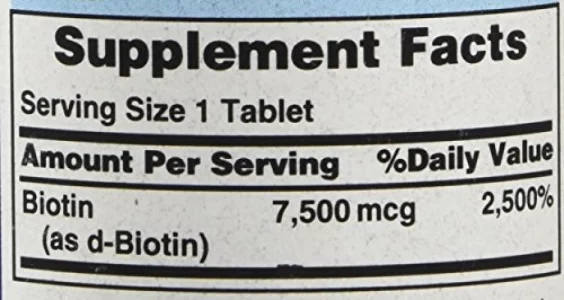 Supplement Facts
Serving Size 1 Tablet
Amount Per Serving %Daily Value
Biotin 7,500 mcg 2,500%
(as d-Biotin)